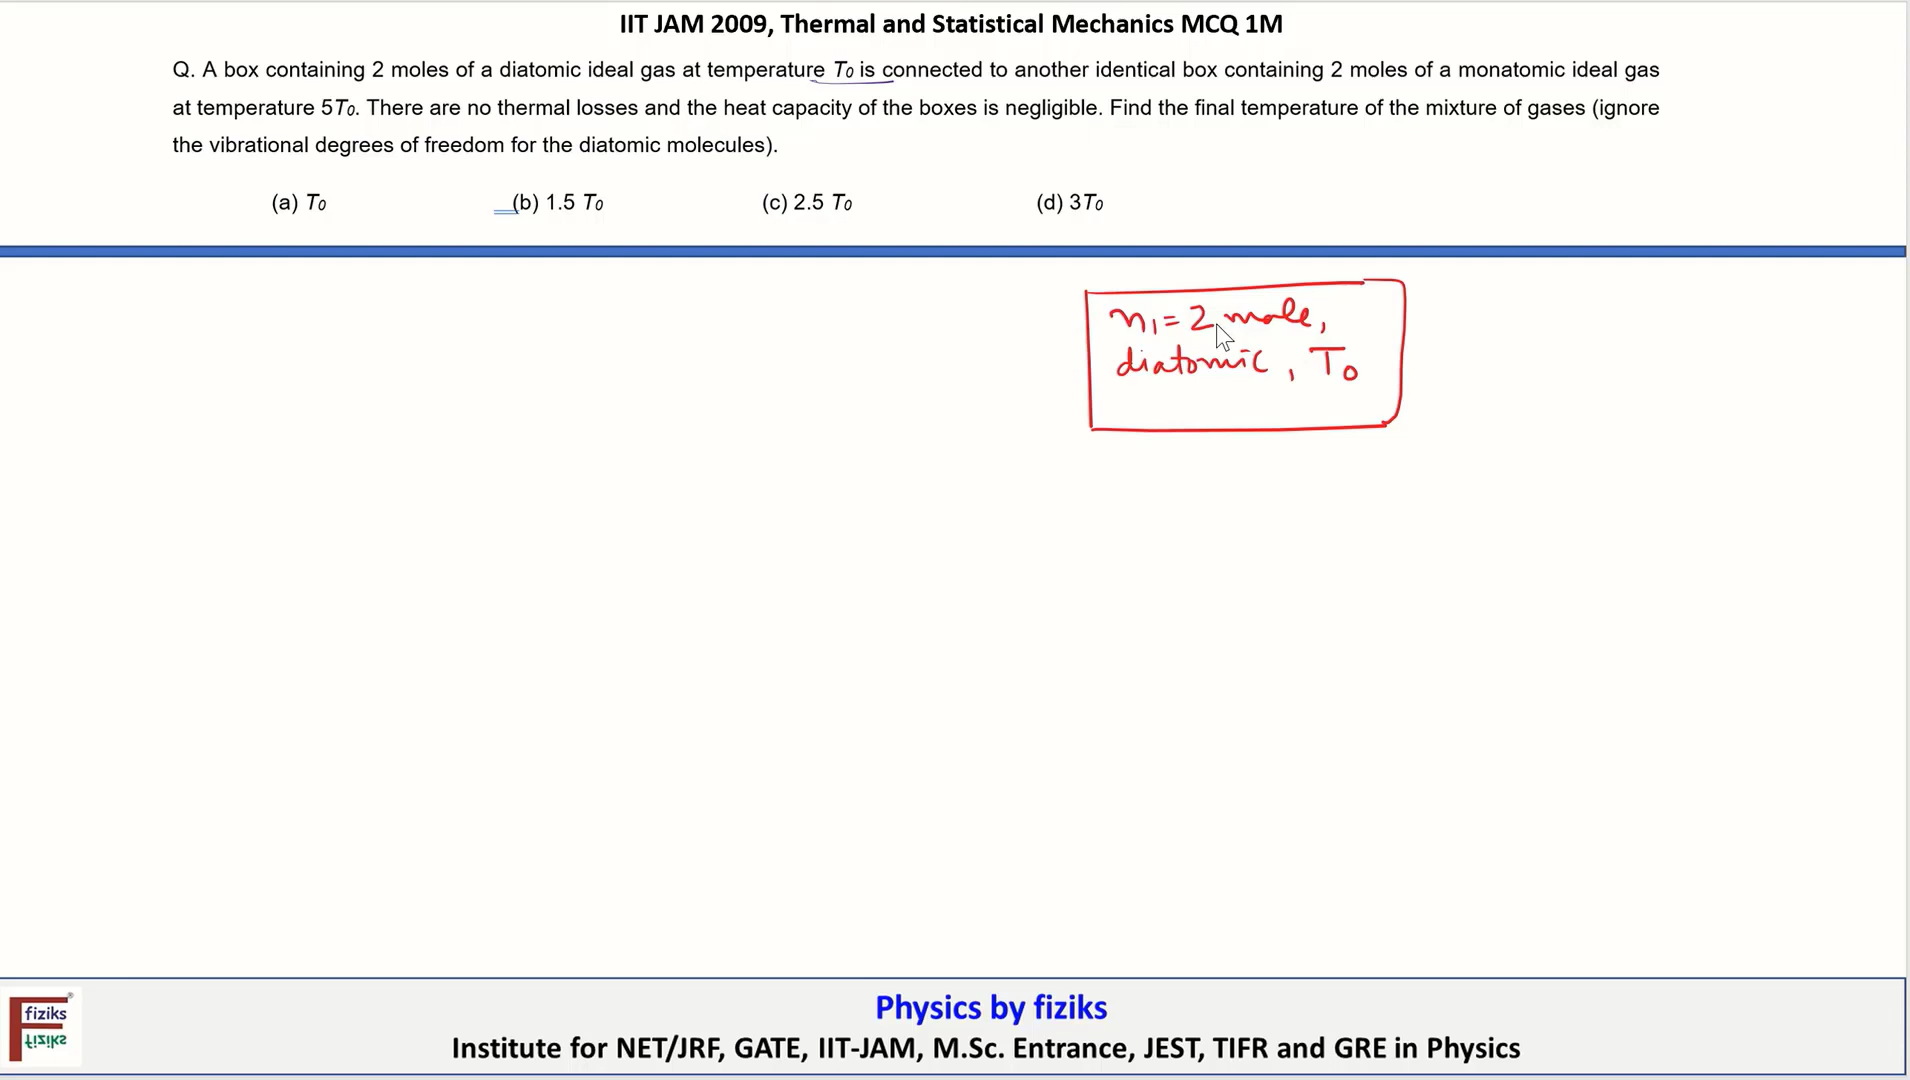 IIT JAM 2009, Thermal and Statistical Mechanics MCQ 1M
Q. A box containing 2 moles of a diatomic ideal gas at temperature T₀ is connected to another identical box containing 2 moles of a monatomic ideal gas
at temperature 5T₀. There are no thermal losses and the heat capacity of the boxes is negligible. Find the final temperature of the mixture of gases (ignore
the vibrational degrees of freedom for the diatomic molecules).
(a) T₀ (b) 1.5 T₀ (c) 2.5 T₀ (d) 3T₀
n₁ = 2 mole,
diatomic, T₀
fiziks
fiziks
Physics by fiziks
Institute for NET/JRF, GATE, IIT-JAM, M.Sc. Entrance, JEST, TIFR and GRE in Physics